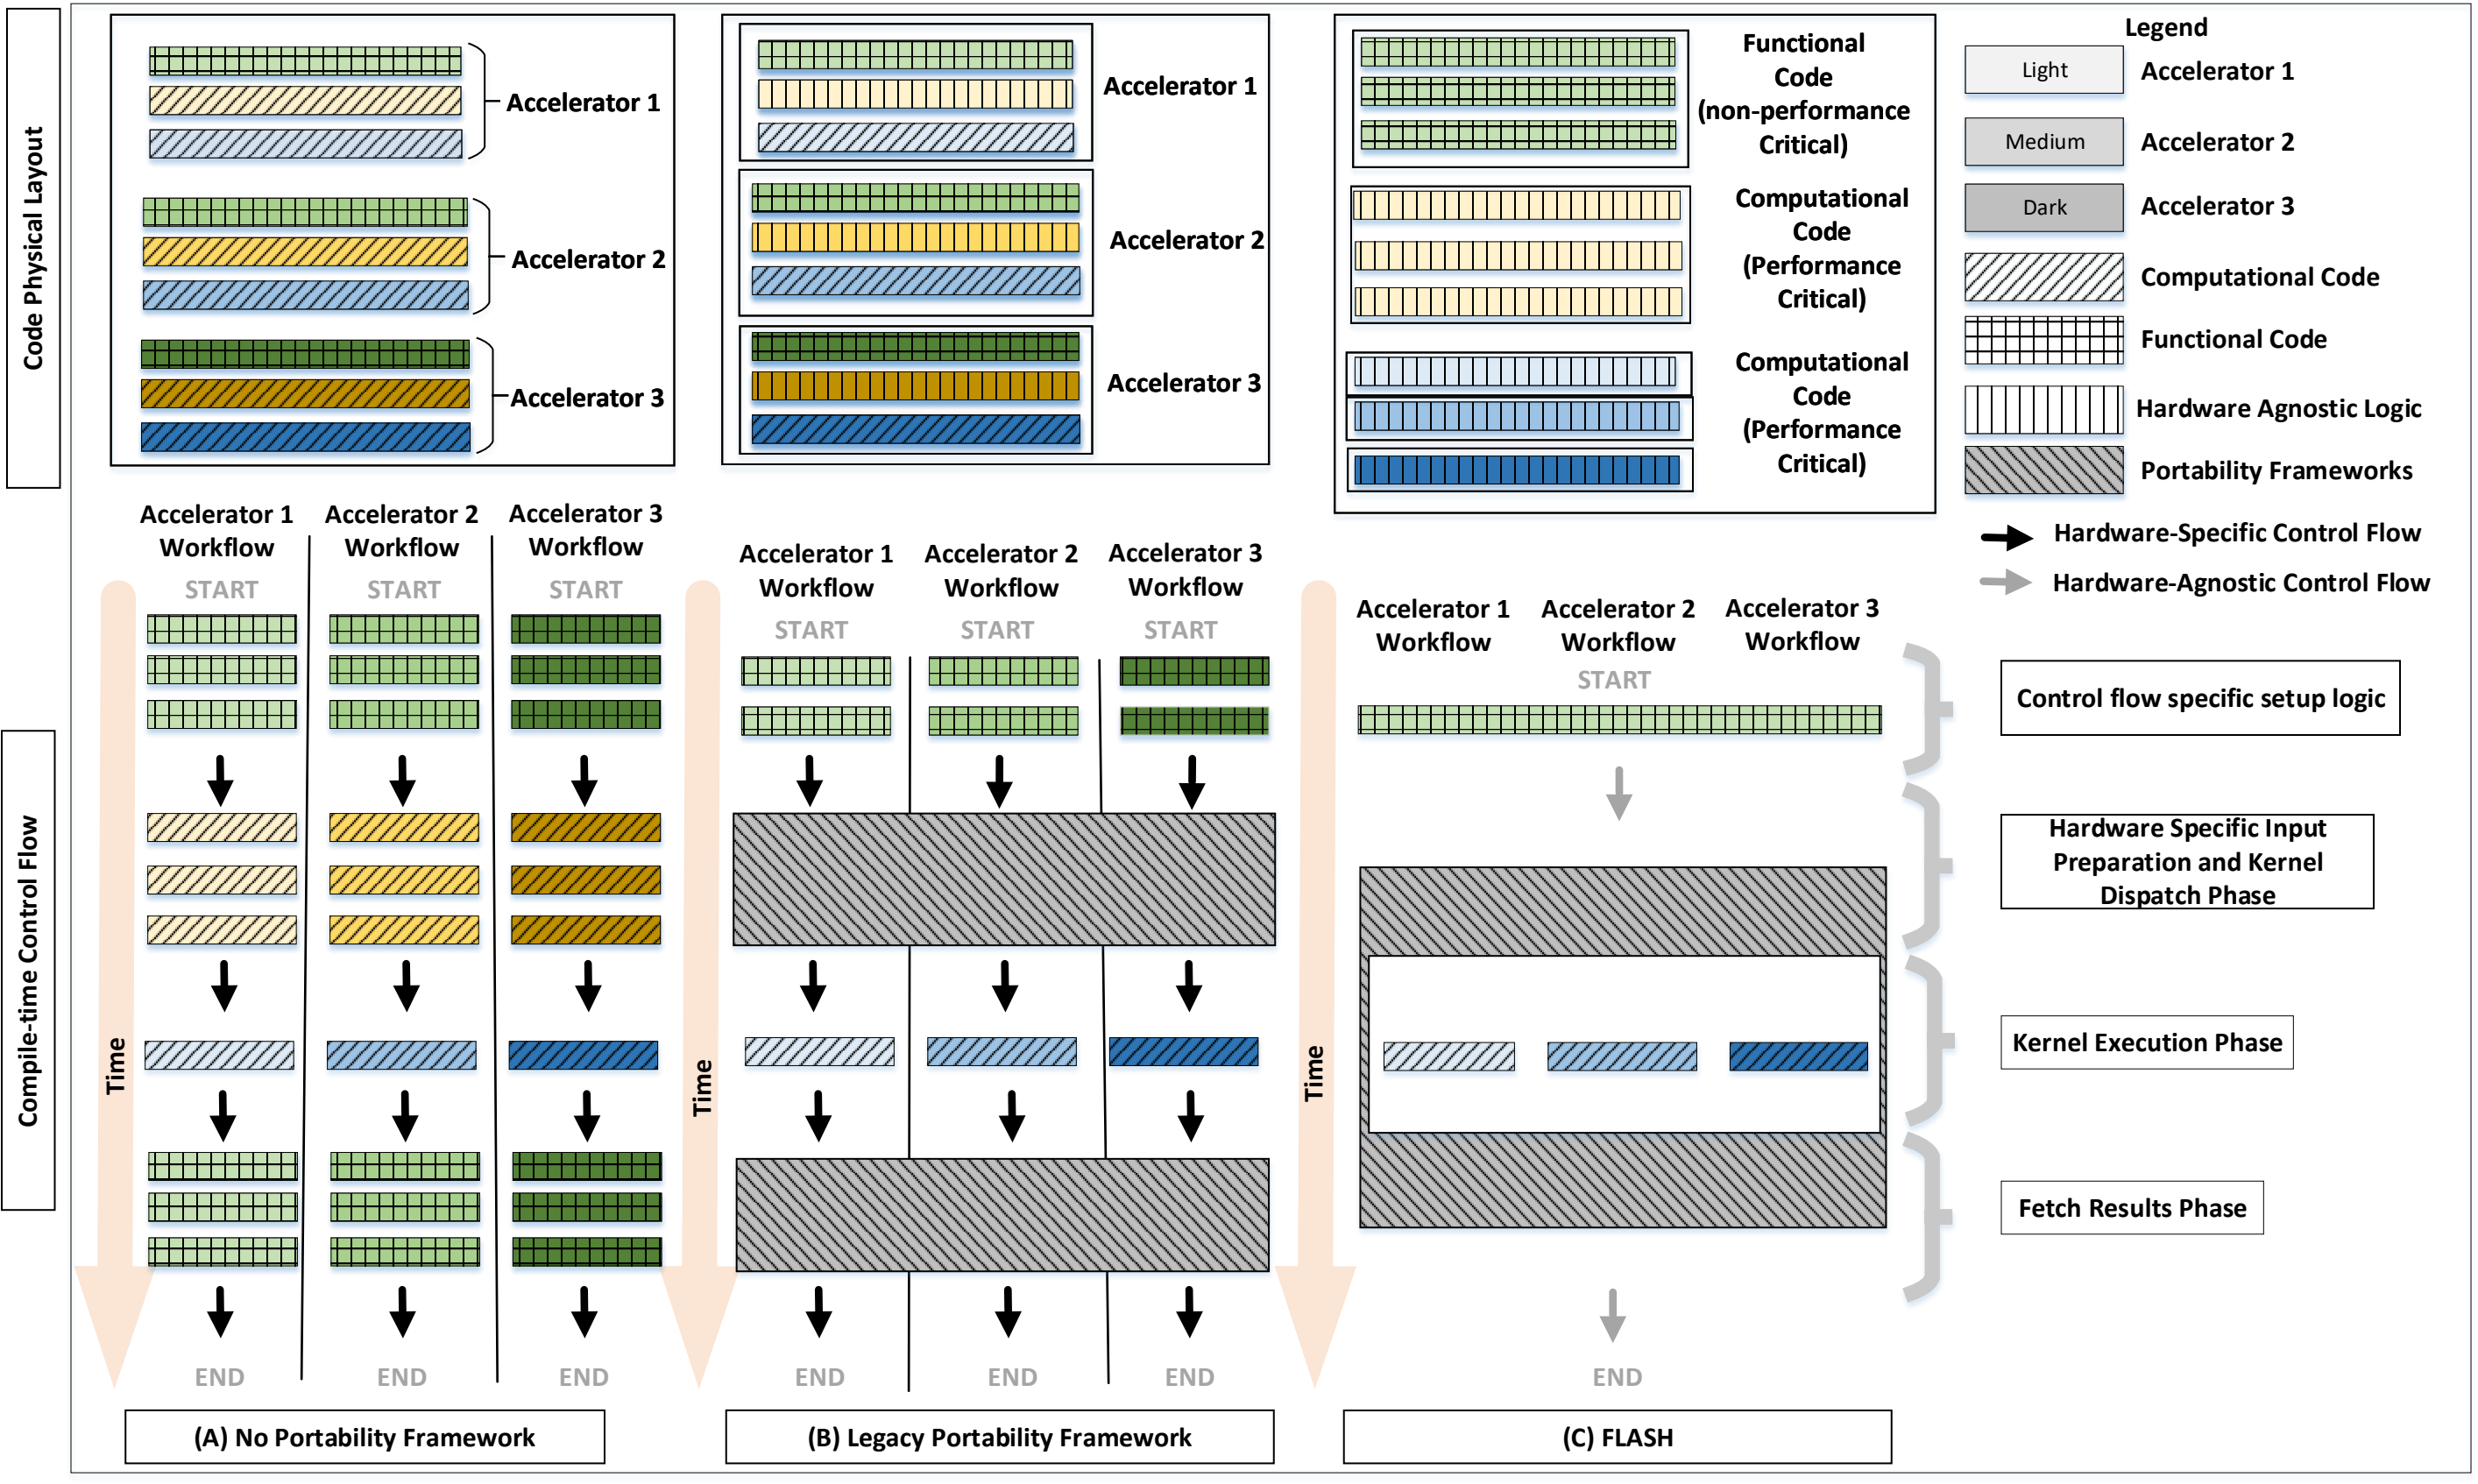 Code Physical Layout
Accelerator 1
Accelerator 2
Accelerator 3
Accelerator 1
Accelerator 2
Accelerator 3
Functional
Code
(non-performance
Critical)
Computational
Code
(Performance
Critical)
Computational
Code
(Performance
Critical)
Legend
Light
Accelerator 1
Medium
Accelerator 2
Dark
Accelerator 3
Computational Code
Functional Code
Hardware Agnostic Logic
Portability Frameworks
Hardware-Specific Control Flow
Hardware-Agnostic Control Flow
Compile-time Control Flow
Accelerator 1
Workflow
START
Accelerator 2
Workflow
START
Accelerator 3
Workflow
START
Time
END
END
END
(A) No Portability Framework
Accelerator 1
Workflow
START
Accelerator 2
Workflow
START
Accelerator 3
Workflow
START
Time
END
END
END
(B) Legacy Portability Framework
Accelerator 1
Workflow
Accelerator 2
Workflow
Accelerator 3
Workflow
START
Time
END
(C) FLASH
Control flow specific setup logic
Hardware Specific Input
Preparation and Kernel
Dispatch Phase
Kernel Execution Phase
Fetch Results Phase